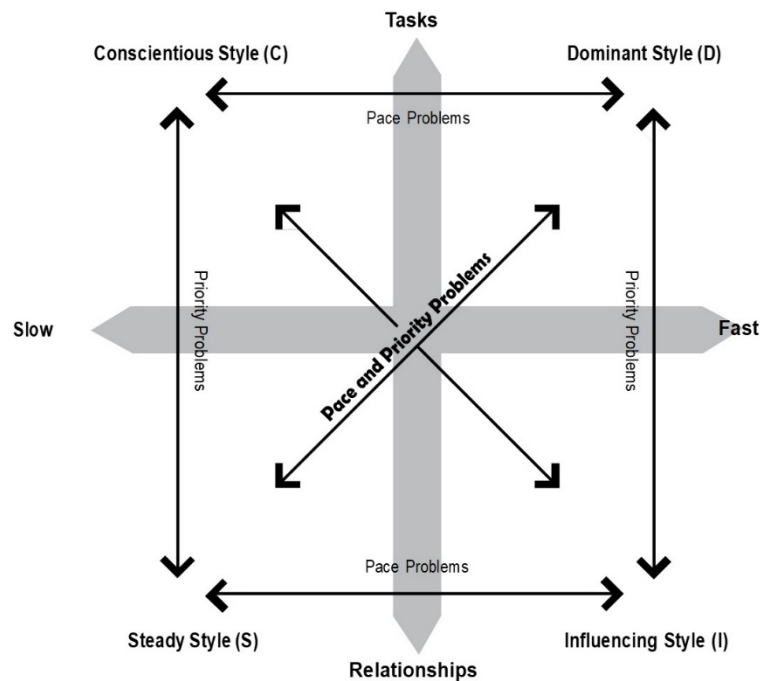 Tasks
Conscientious Style (C)
Dominant Style (D)
Pace Problems
Priority Problems
Pace and Priority Problems
Priority Problems
Slow
Fast
Pace Problems
Steady Style (S)
Influencing Style (I)
Relationships